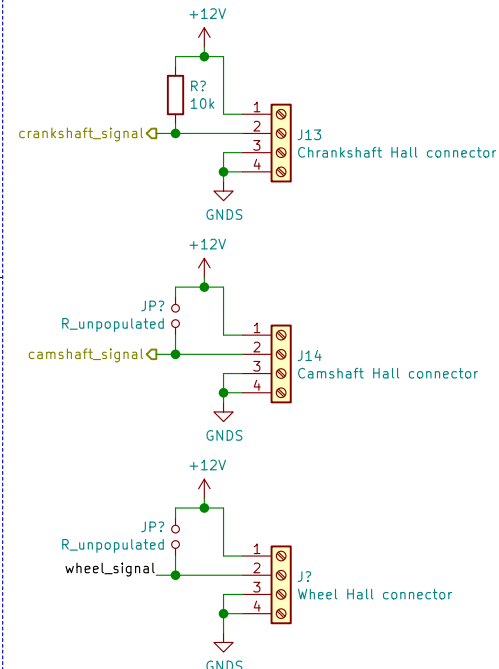 +12V
R?
10k
crankshaft_signal
1
2
3
4
J13
Chrankshaft Hall connector
GNDS
+12V
JP?
R_unpopulated
camshaft_signal
1
2
3
4
J14
Camshaft Hall connector
GNDS
+12V
JP?
R_unpopulated
wheel_signal
1
2
3
4
J?
Wheel Hall connector
GNDS